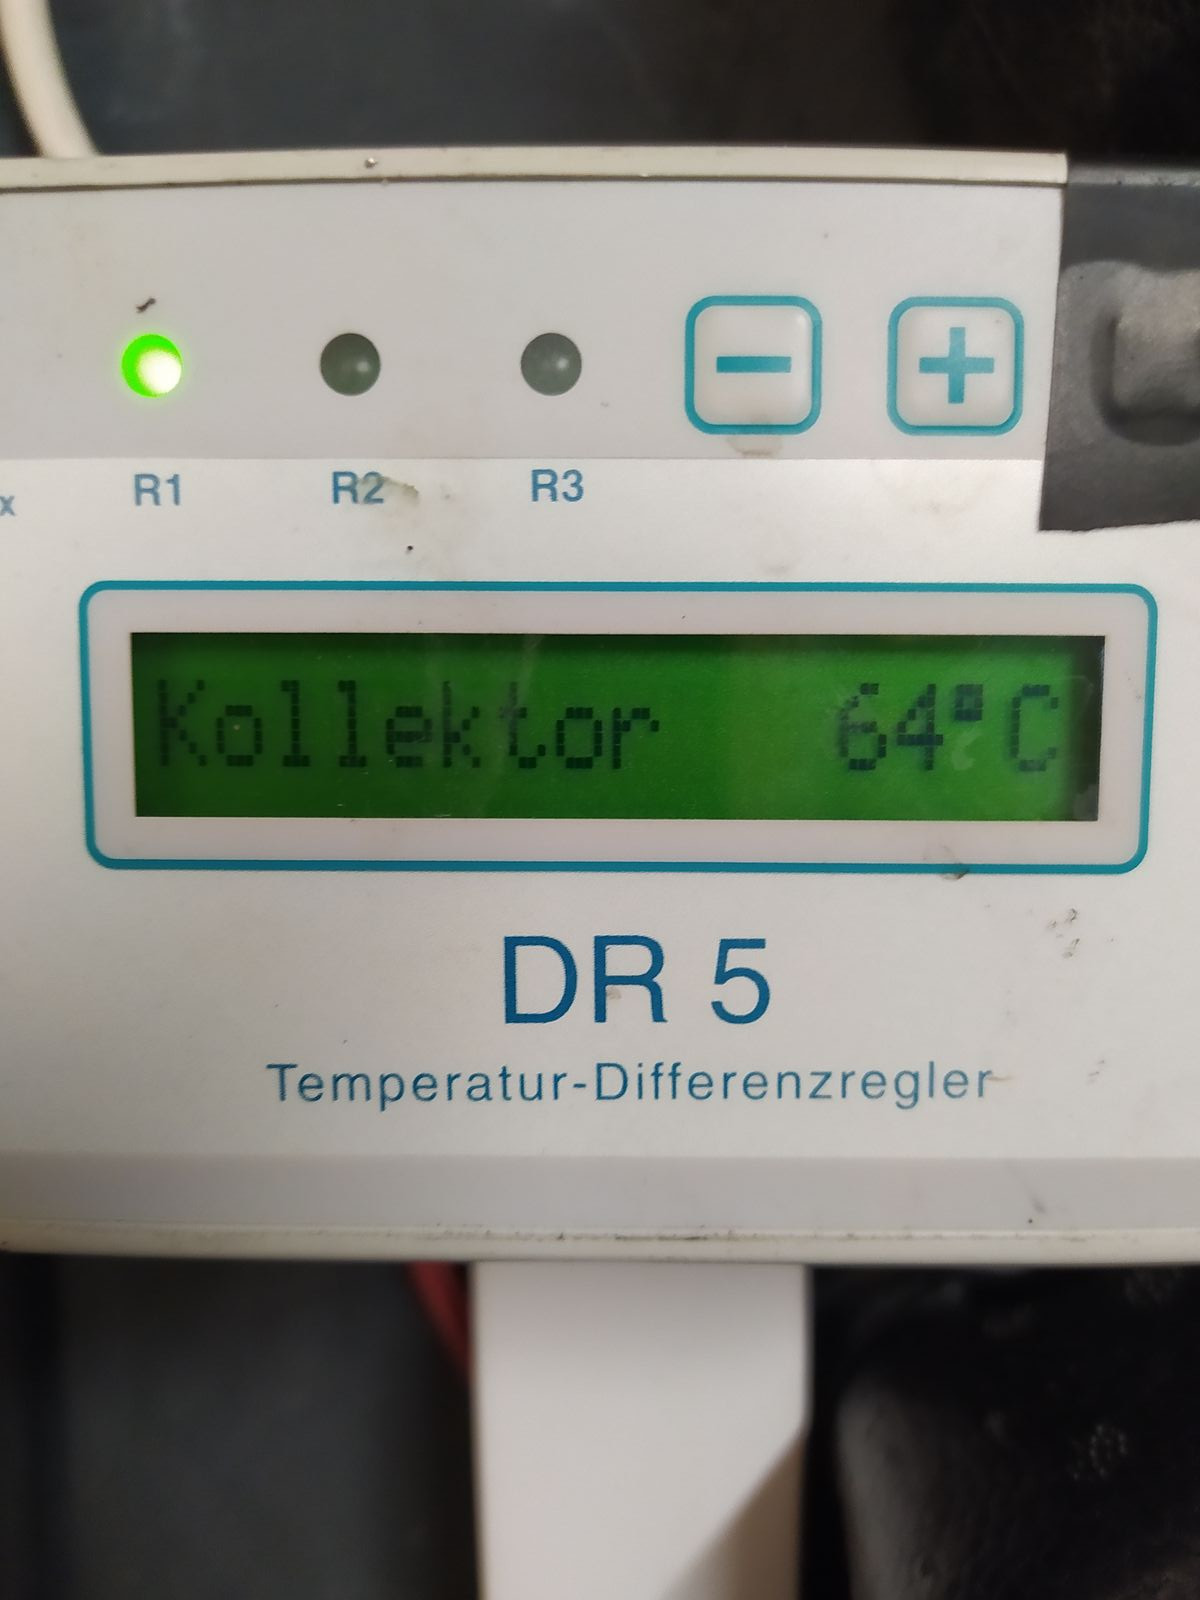 x R1 R2 R3
Kollektor 64°C
DR 5
Temperatur-Differenzregler